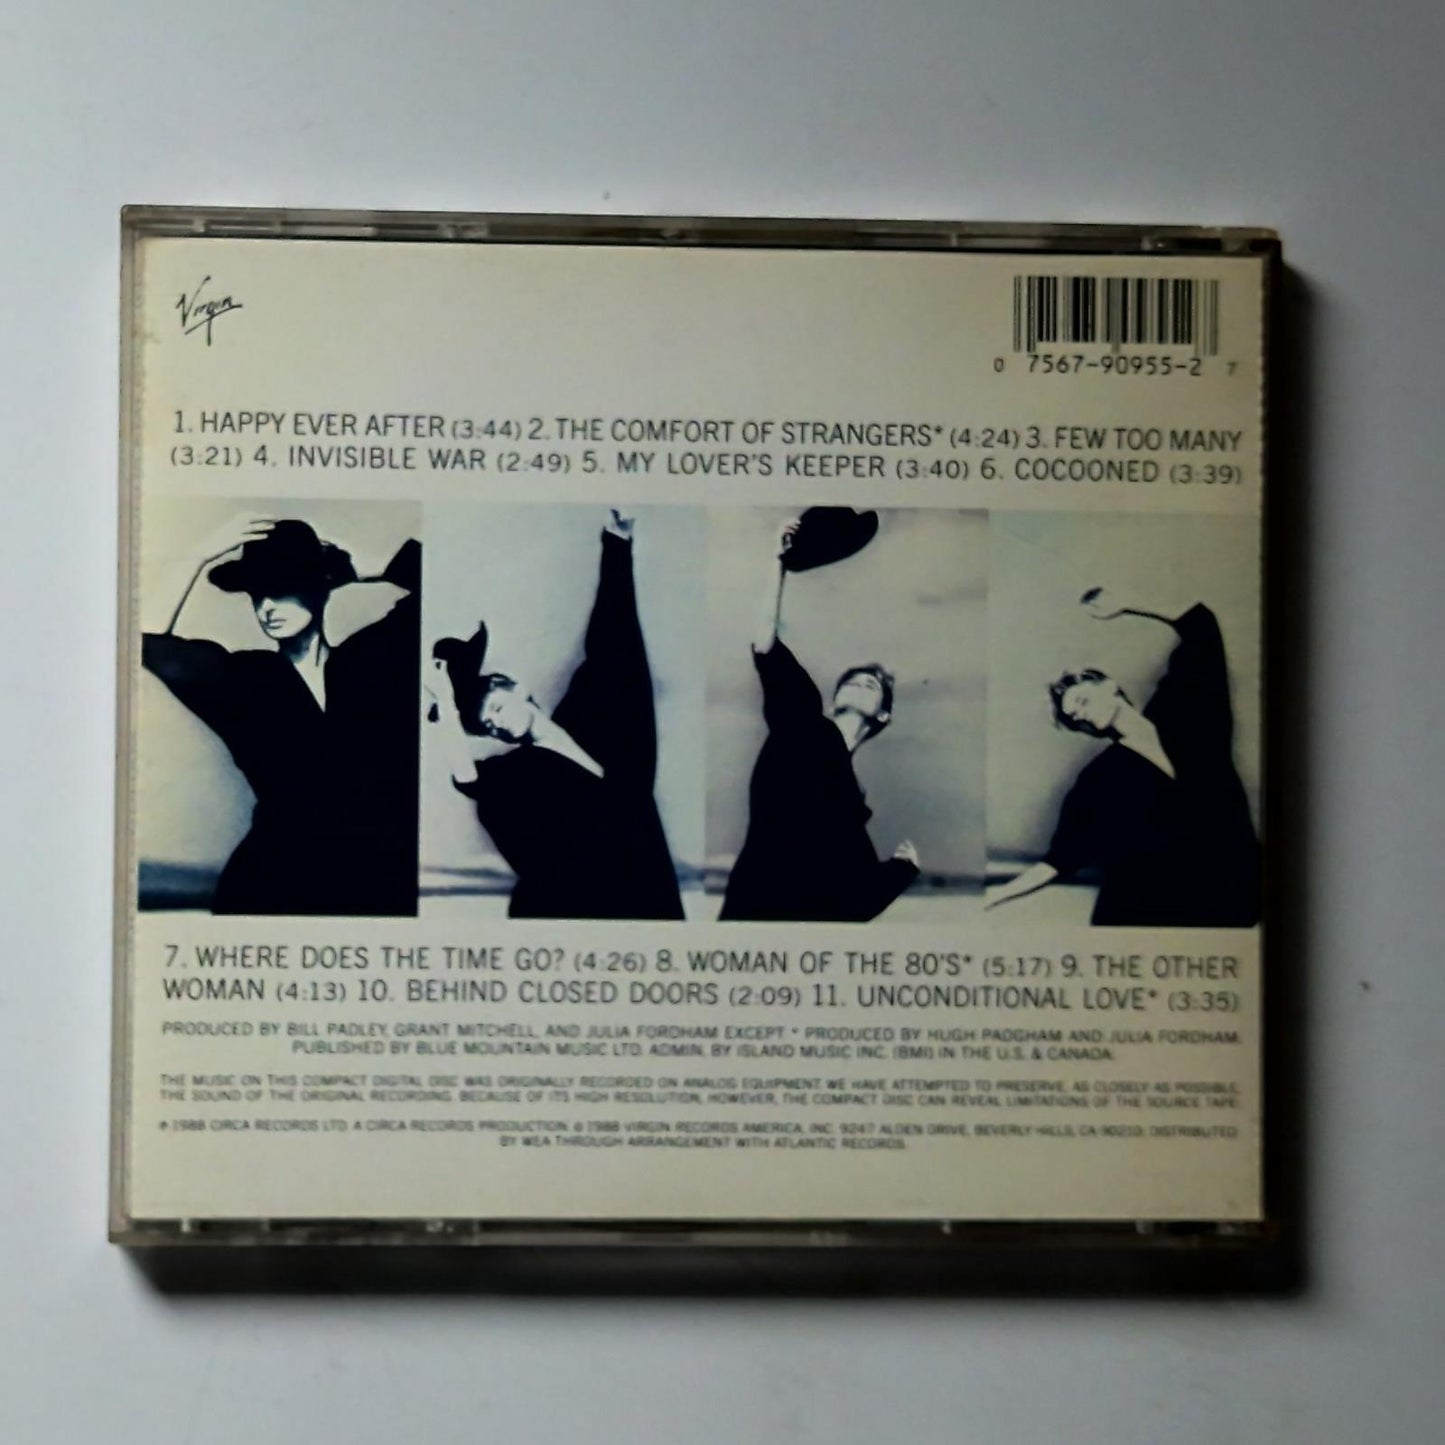 Virgin
0 7567-90955-2 7
1. HAPPY EVER AFTER (3:44) 2. THE COMFORT OF STRANGERS* (4:24) 3. FEW TOO MANY
(3:21) 4. INVISIBLE WAR (2:49) 5. MY LOVER'S KEEPER (3:40) 6. COCOONED (3:39)
7. WHERE DOES THE TIME GO? (4:26) 8. WOMAN OF THE 80'S* (5:17) 9. THE OTHER
WOMAN (4:13) 10. BEHIND CLOSED DOORS (2:09) 11. UNCONDITIONAL LOVE* (3:35)
PRODUCED BY BILL PADLEY, GRANT MITCHELL, AND JULIA FORDHAM EXCEPT * PRODUCED BY HUGH PADGHAM AND JULIA FORDHAM.
PUBLISHED BY BLUE MOUNTAIN MUSIC LTD. ADMIN. BY ISLAND MUSIC INC. (BMI) IN THE U.S. & CANADA.
THE MUSIC ON THIS COMPACT DIGITAL DISC WAS ORIGINALLY RECORDED ON ANALOG EQUIPMENT. WE HAVE ATTEMPTED TO PRESERVE, AS CLOSELY AS POSSIBLE,
THE SOUND OF THE ORIGINAL RECORDING. BECAUSE OF ITS HIGH RESOLUTION, HOWEVER, THE COMPACT DISC CAN REVEAL LIMITATIONS OF THE SOURCE TAPE.
℗ 1988 CIRCA RECORDS LTD. A CIRCA RECORDS PRODUCTION. © 1988 VIRGIN RECORDS AMERICA, INC. 9247 ALDEN DRIVE, BEVERLY HILLS, CA 90210. DISTRIBUTED
BY WEA THROUGH ARRANGEMENT WITH ATLANTIC RECORDS.